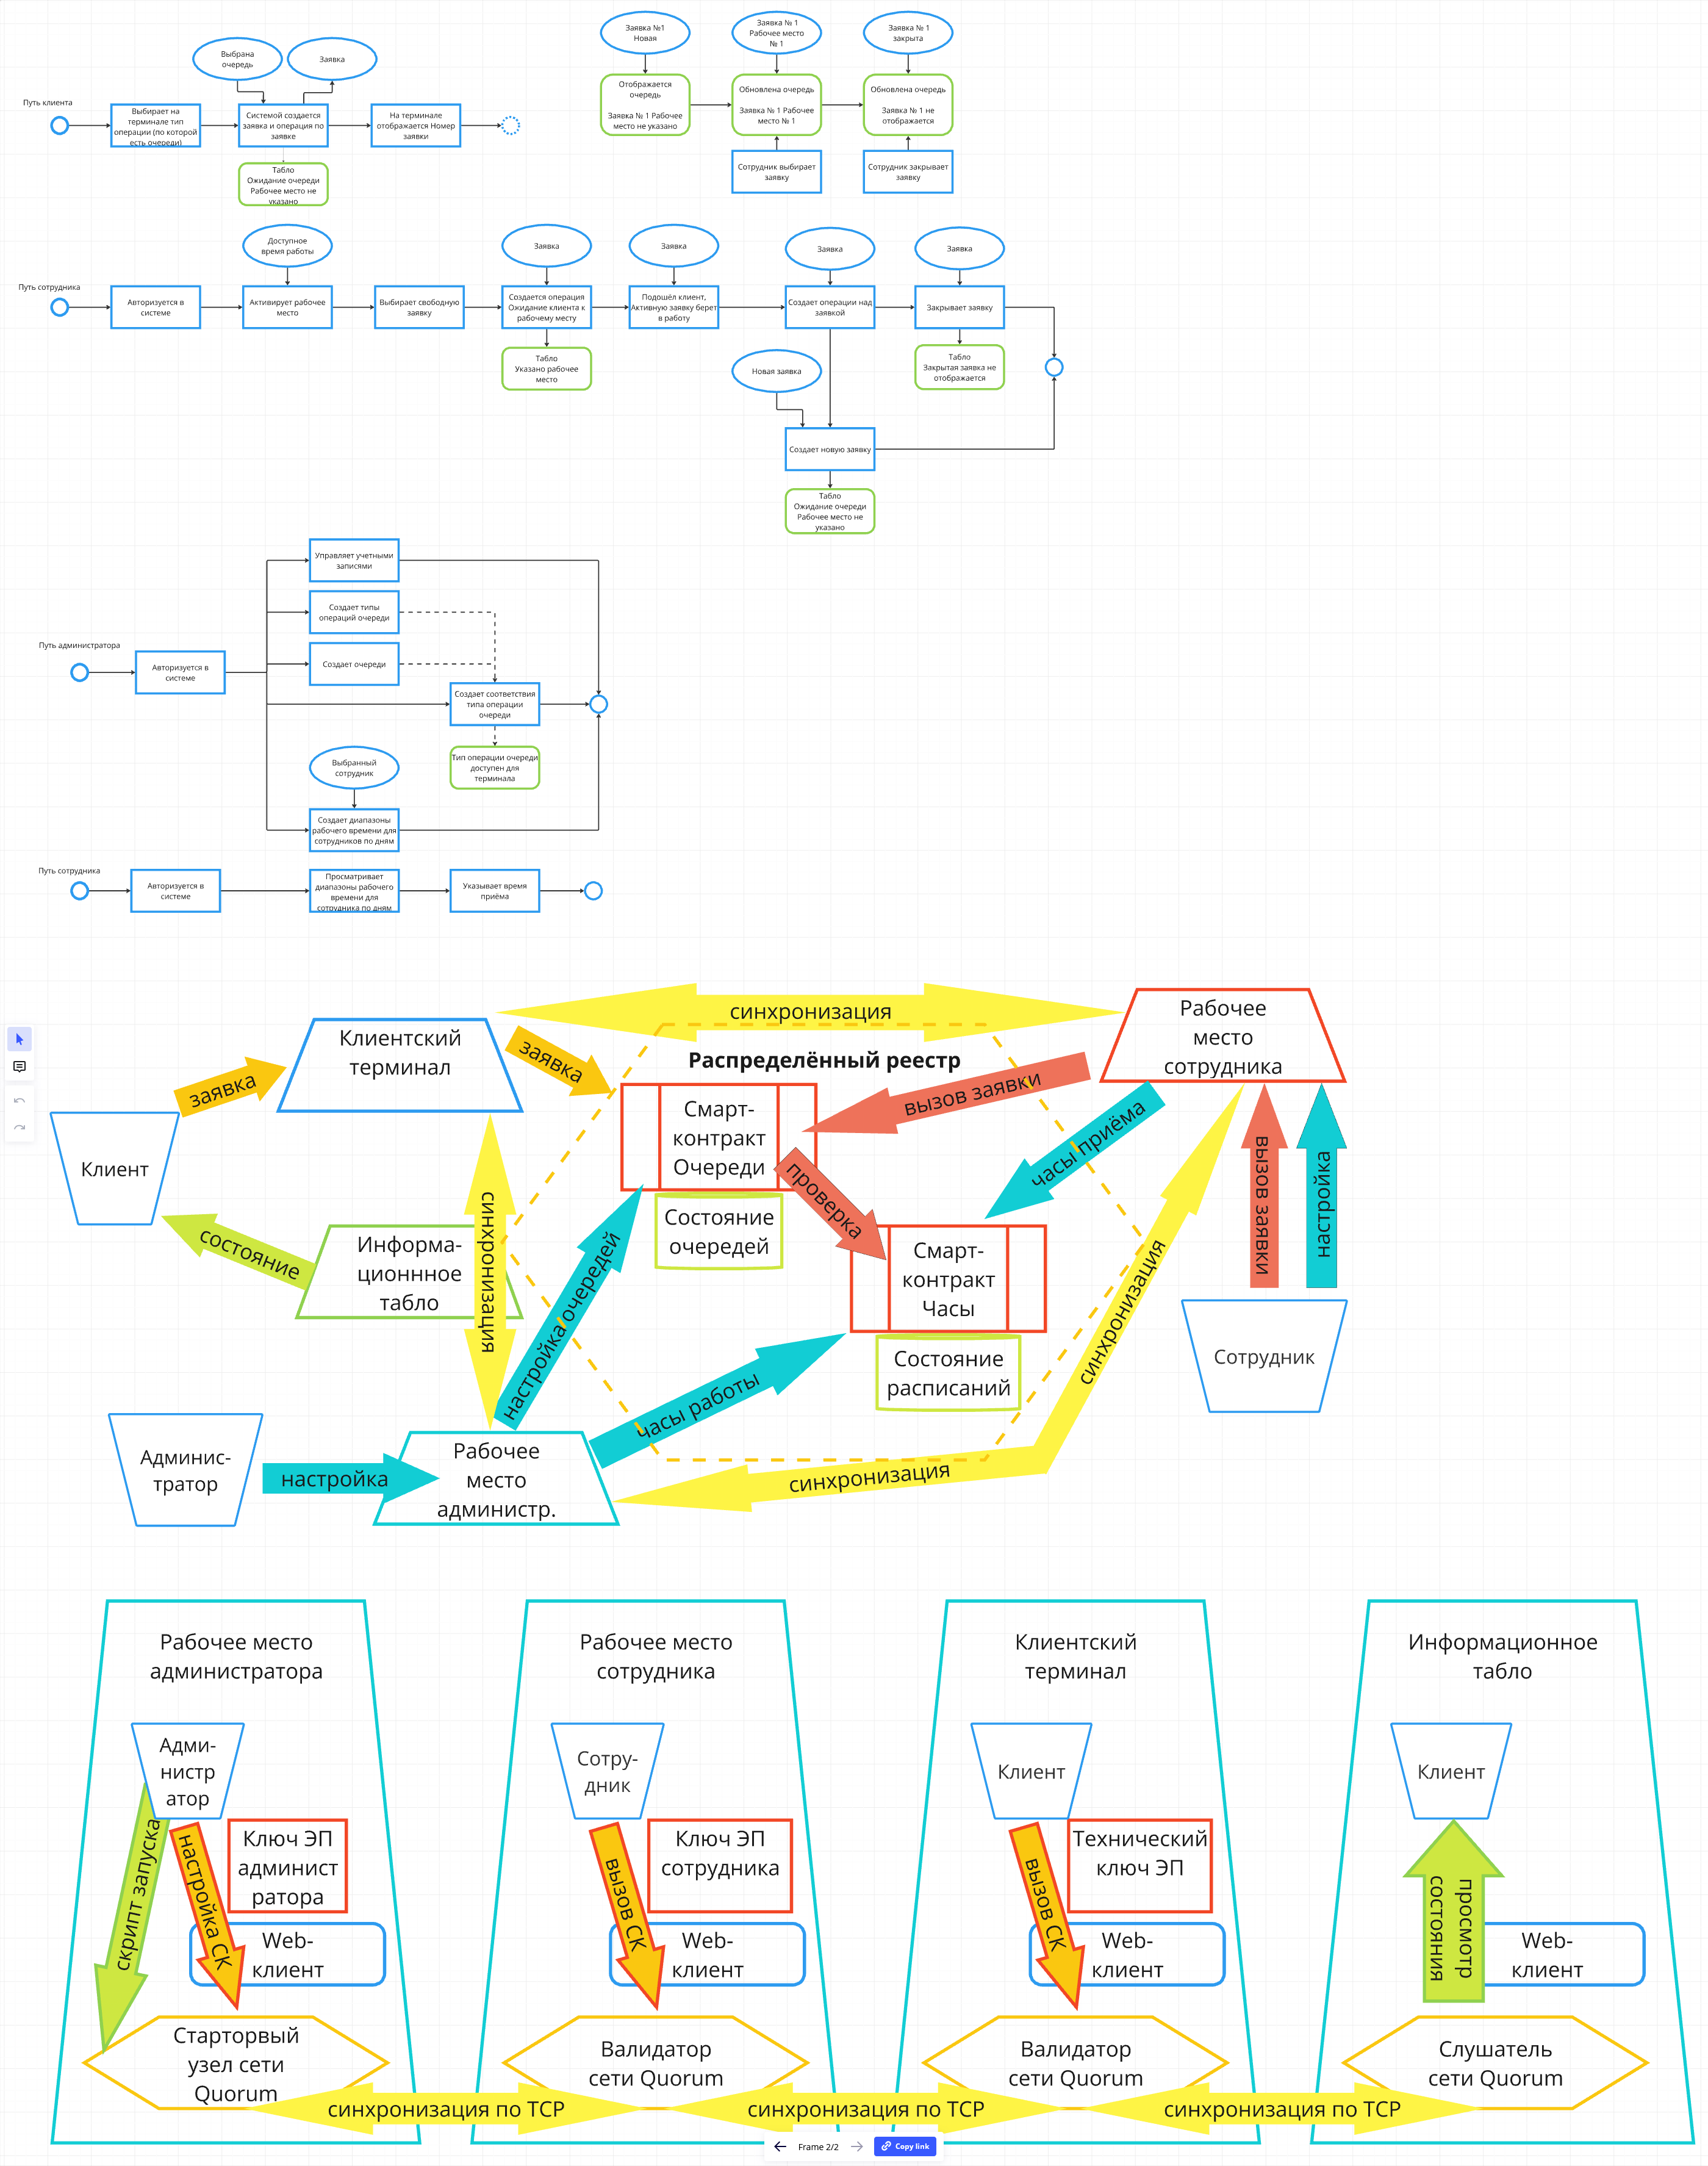 Путь клиента
Выбирает на
терминале тип
операции (по которой
есть очереди)
Выбрана
очередь
Заявка
Системой создается
заявка и операция по
заявке
На терминале
отображается Номер
заявки
Табло
Ожидание очереди
Рабочее место не
указано
Заявка №1
Новая
Заявка № 1
Рабочее место
№ 1
Заявка № 1
закрыта
Отображается
очередь
Заявка № 1 Рабочее
место не указано
Обновлена очередь
Заявка № 1 Рабочее
место № 1
Обновлена очередь
Заявка № 1 не
отображается
Сотрудник выбирает
заявку
Сотрудник закрывает
заявку
Путь сотрудника
Авторизуется в
системе
Доступное
время работы
Активирует рабочее
место
Выбирает свободную
заявку
Заявка
Создается операция
Ожидание клиента к
рабочему месту
Табло
Указано рабочее
место
Заявка
Подошёл клиент,
Активную заявку берет
в работу
Заявка
Создает операции над
заявкой
Заявка
Закрывает заявку
Табло
Закрытая заявка не
отображается
Новая заявка
Создает новую заявку
Табло
Ожидание очереди
Рабочее место не
указано
Путь администратора
Авторизуется в
системе
Управляет учетными
записями
Создает типы
операций очереди
Создает очереди
Создает соответствия
типа операции
очереди
Тип операции очереди
доступен для
терминала
Выбранный
сотрудник
Создает диапазоны
рабочего времени для
сотрудников по дням
Путь сотрудника
Авторизуется в
системе
Просматривает
диапазоны рабочего
времени для
сотрудника по дням
Указывает время
приёма
синхронизация
Клиентский
терминал
заявка
заявка
Клиент
Распределённый реестр
Рабочее
место
сотрудника
Смарт-
контракт
Очереди
вызов заявки
часы приёма
проверка
Состояние
очередей
состояние
Информа-
ционнное
табло
синхронизация
настройка очередей
Смарт-
контракт
Часы
Состояние
расписаний
синхронизация
вызов заявки
настройка
Сотрудник
часы работы
Админис-
тратор
настройка
Рабочее
место
администр.
синхронизация
Рабочее место
администратора
Адми-
нистр
атор
скрипт запуска
настройка СК
Ключ ЭП
админист
ратора
Web-
клиент
Старторвый
узел сети
Quorum
Рабочее место
сотрудника
Сотру-
дник
вызов СК
Ключ ЭП
сотрудника
Web-
клиент
Валидатор
сети Quorum
Клиентский
терминал
Клиент
вызов СК
Технический
ключ ЭП
Web-
клиент
Валидатор
сети Quorum
Информационное
табло
Клиент
просмотр
состояния
Web-
клиент
Слушатель
сети Quorum
синхронизация по TCP
синхронизация по TCP
синхронизация по TCP
Frame 2/2
Copy link